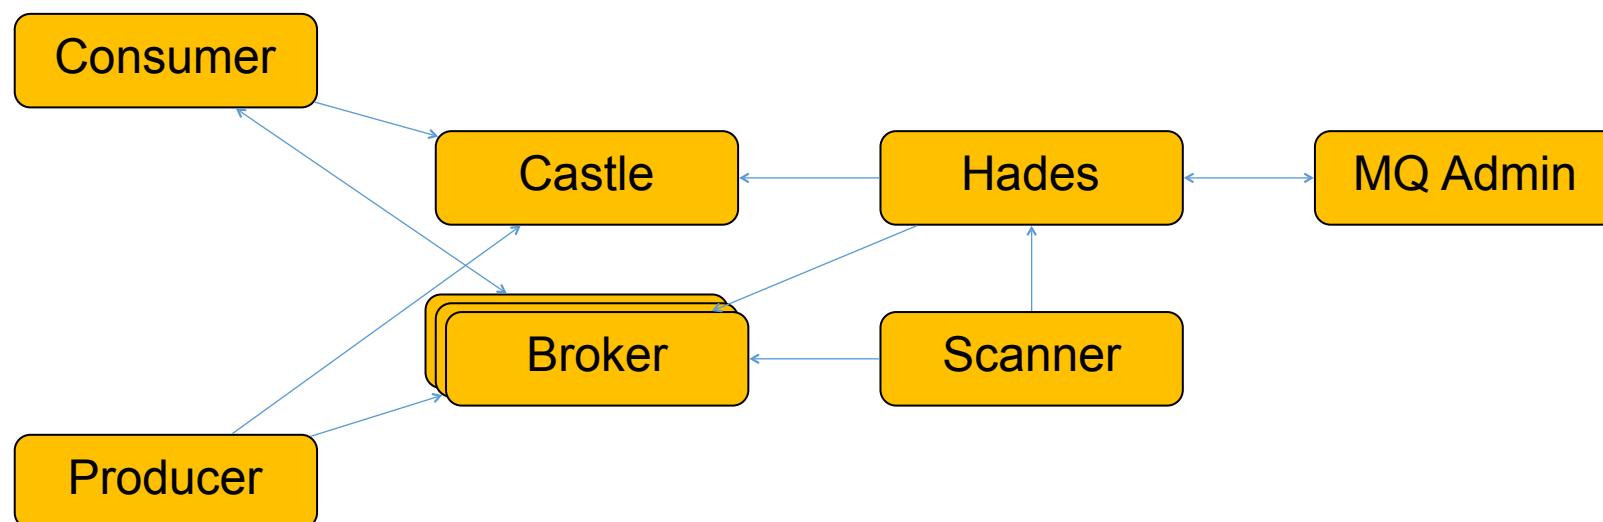 Consumer
Castle
Hades
MQ Admin
Broker
Scanner
Producer